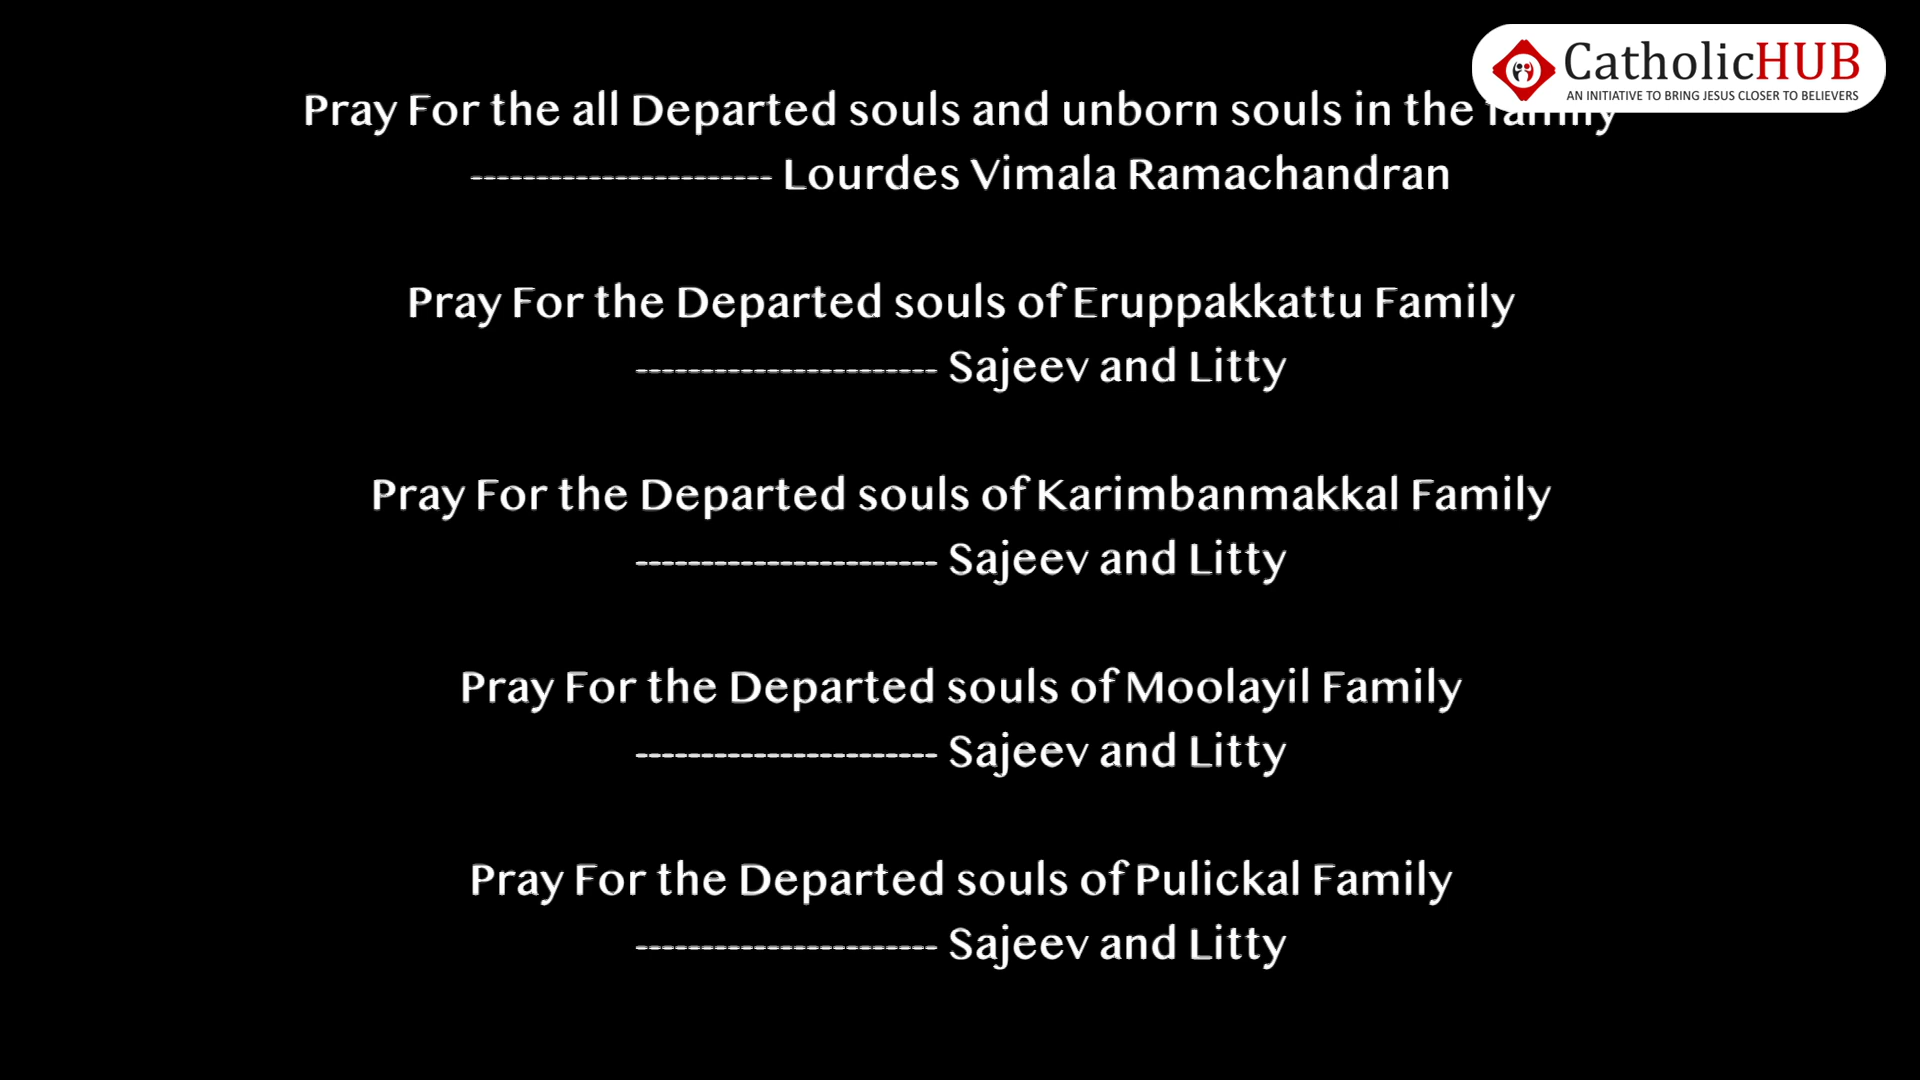 CatholicHUB
AN INITIATIVE TO BRING JESUS CLOSER TO BELIEVERS
Pray For the all Departed souls and unborn souls in the family
----------------------- Lourdes Vimala Ramachandran
Pray For the Departed souls of Eruppakkattu Family
----------------------- Sajeev and Litty
Pray For the Departed souls of Karimbanmakkal Family
----------------------- Sajeev and Litty
Pray For the Departed souls of Moolayil Family
----------------------- Sajeev and Litty
Pray For the Departed souls of Pulickal Family
----------------------- Sajeev and Litty